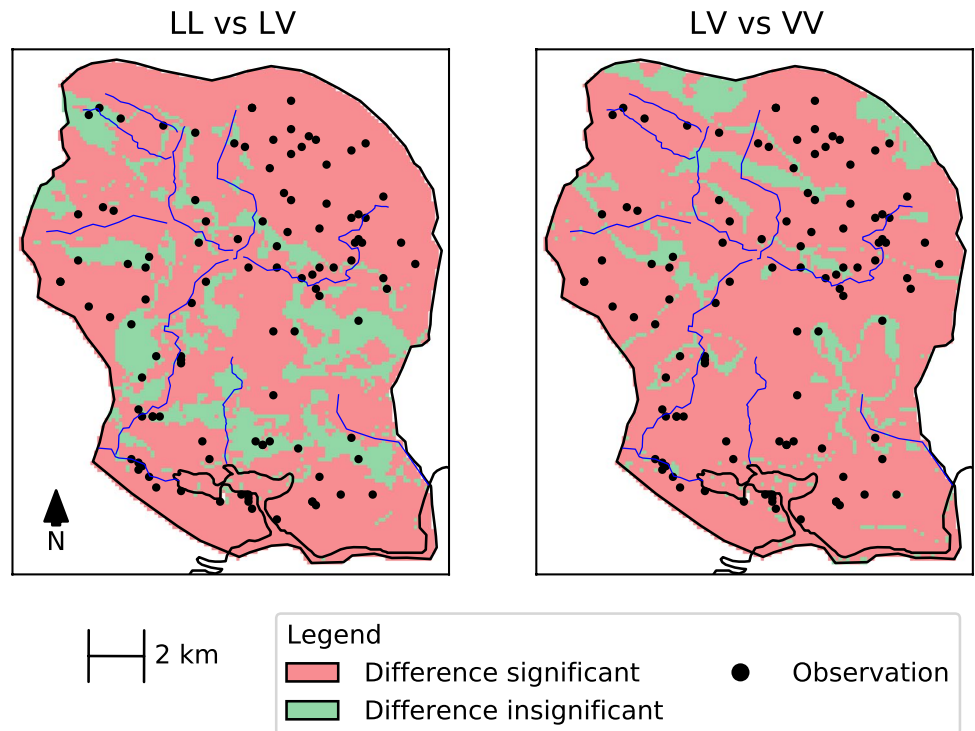 LL vs LV
LV vs VV
N
2 km
Legend
Difference significant
Observation
Difference insignificant